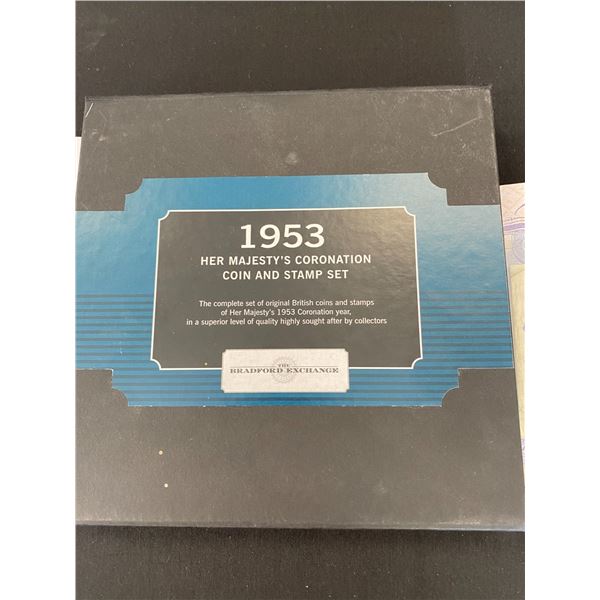 1953
HER MAJESTY'S CORONATION
COIN AND STAMP SET
The complete set of original British coins and stamps
of Her Majesty's 1953 Coronation year,
in a superior level of quality highly sought after by collectors
THE
BRADFORD EXCHANGE